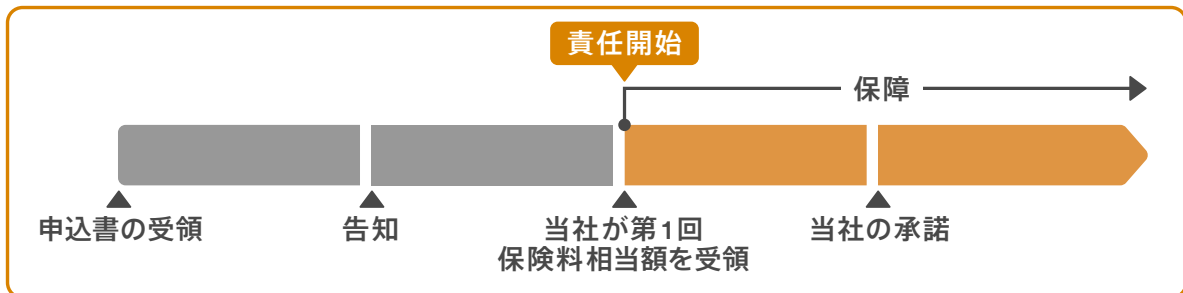 責任開始
保障
申込書の受領
告知
当社が第1回
保険料相当額を受領
当社の承諾